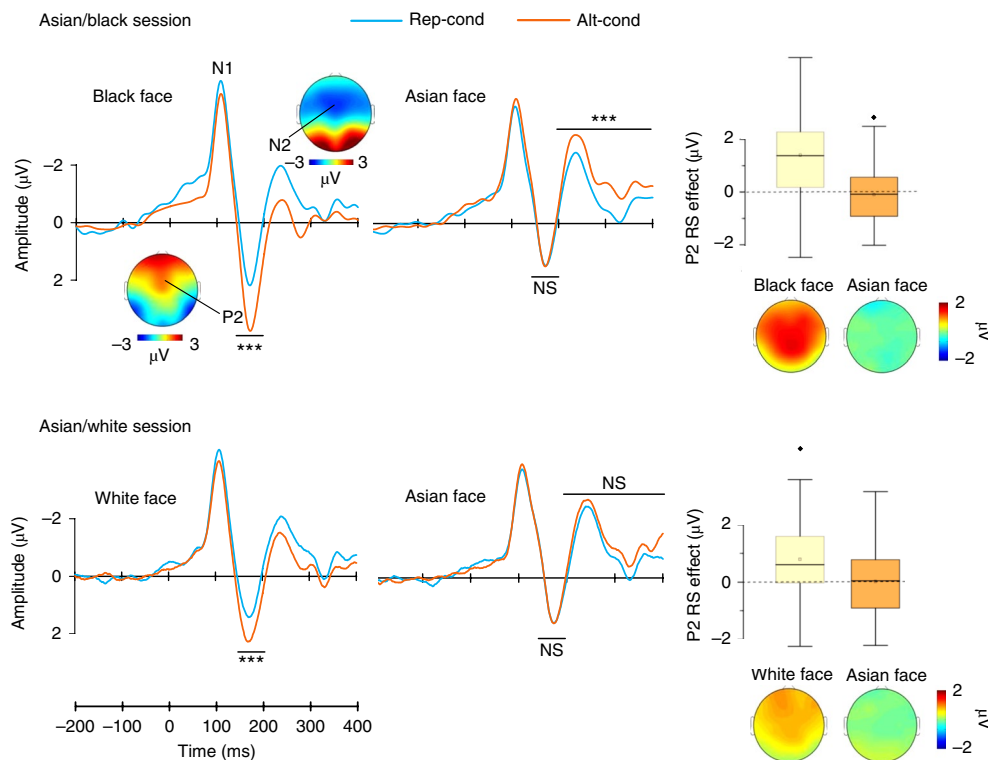 Asian/black session
Rep-cond
Alt-cond
N1
Black face
N2
−3
3
μV
−2
0
2
Amplitude (μV)
P2
−3
3
μV
***
Asian face
***
NS
P2 RS effect (μV)
2
0
−2
Black face
Asian face
2
−2
μV
Asian/white session
White face
−2
0
2
Amplitude (μV)
***
Asian face
NS
NS
P2 RS effect (μV)
2
0
−2
White face
Asian face
2
−2
μV
−200 −100 0 100 200 300 400
Time (ms)